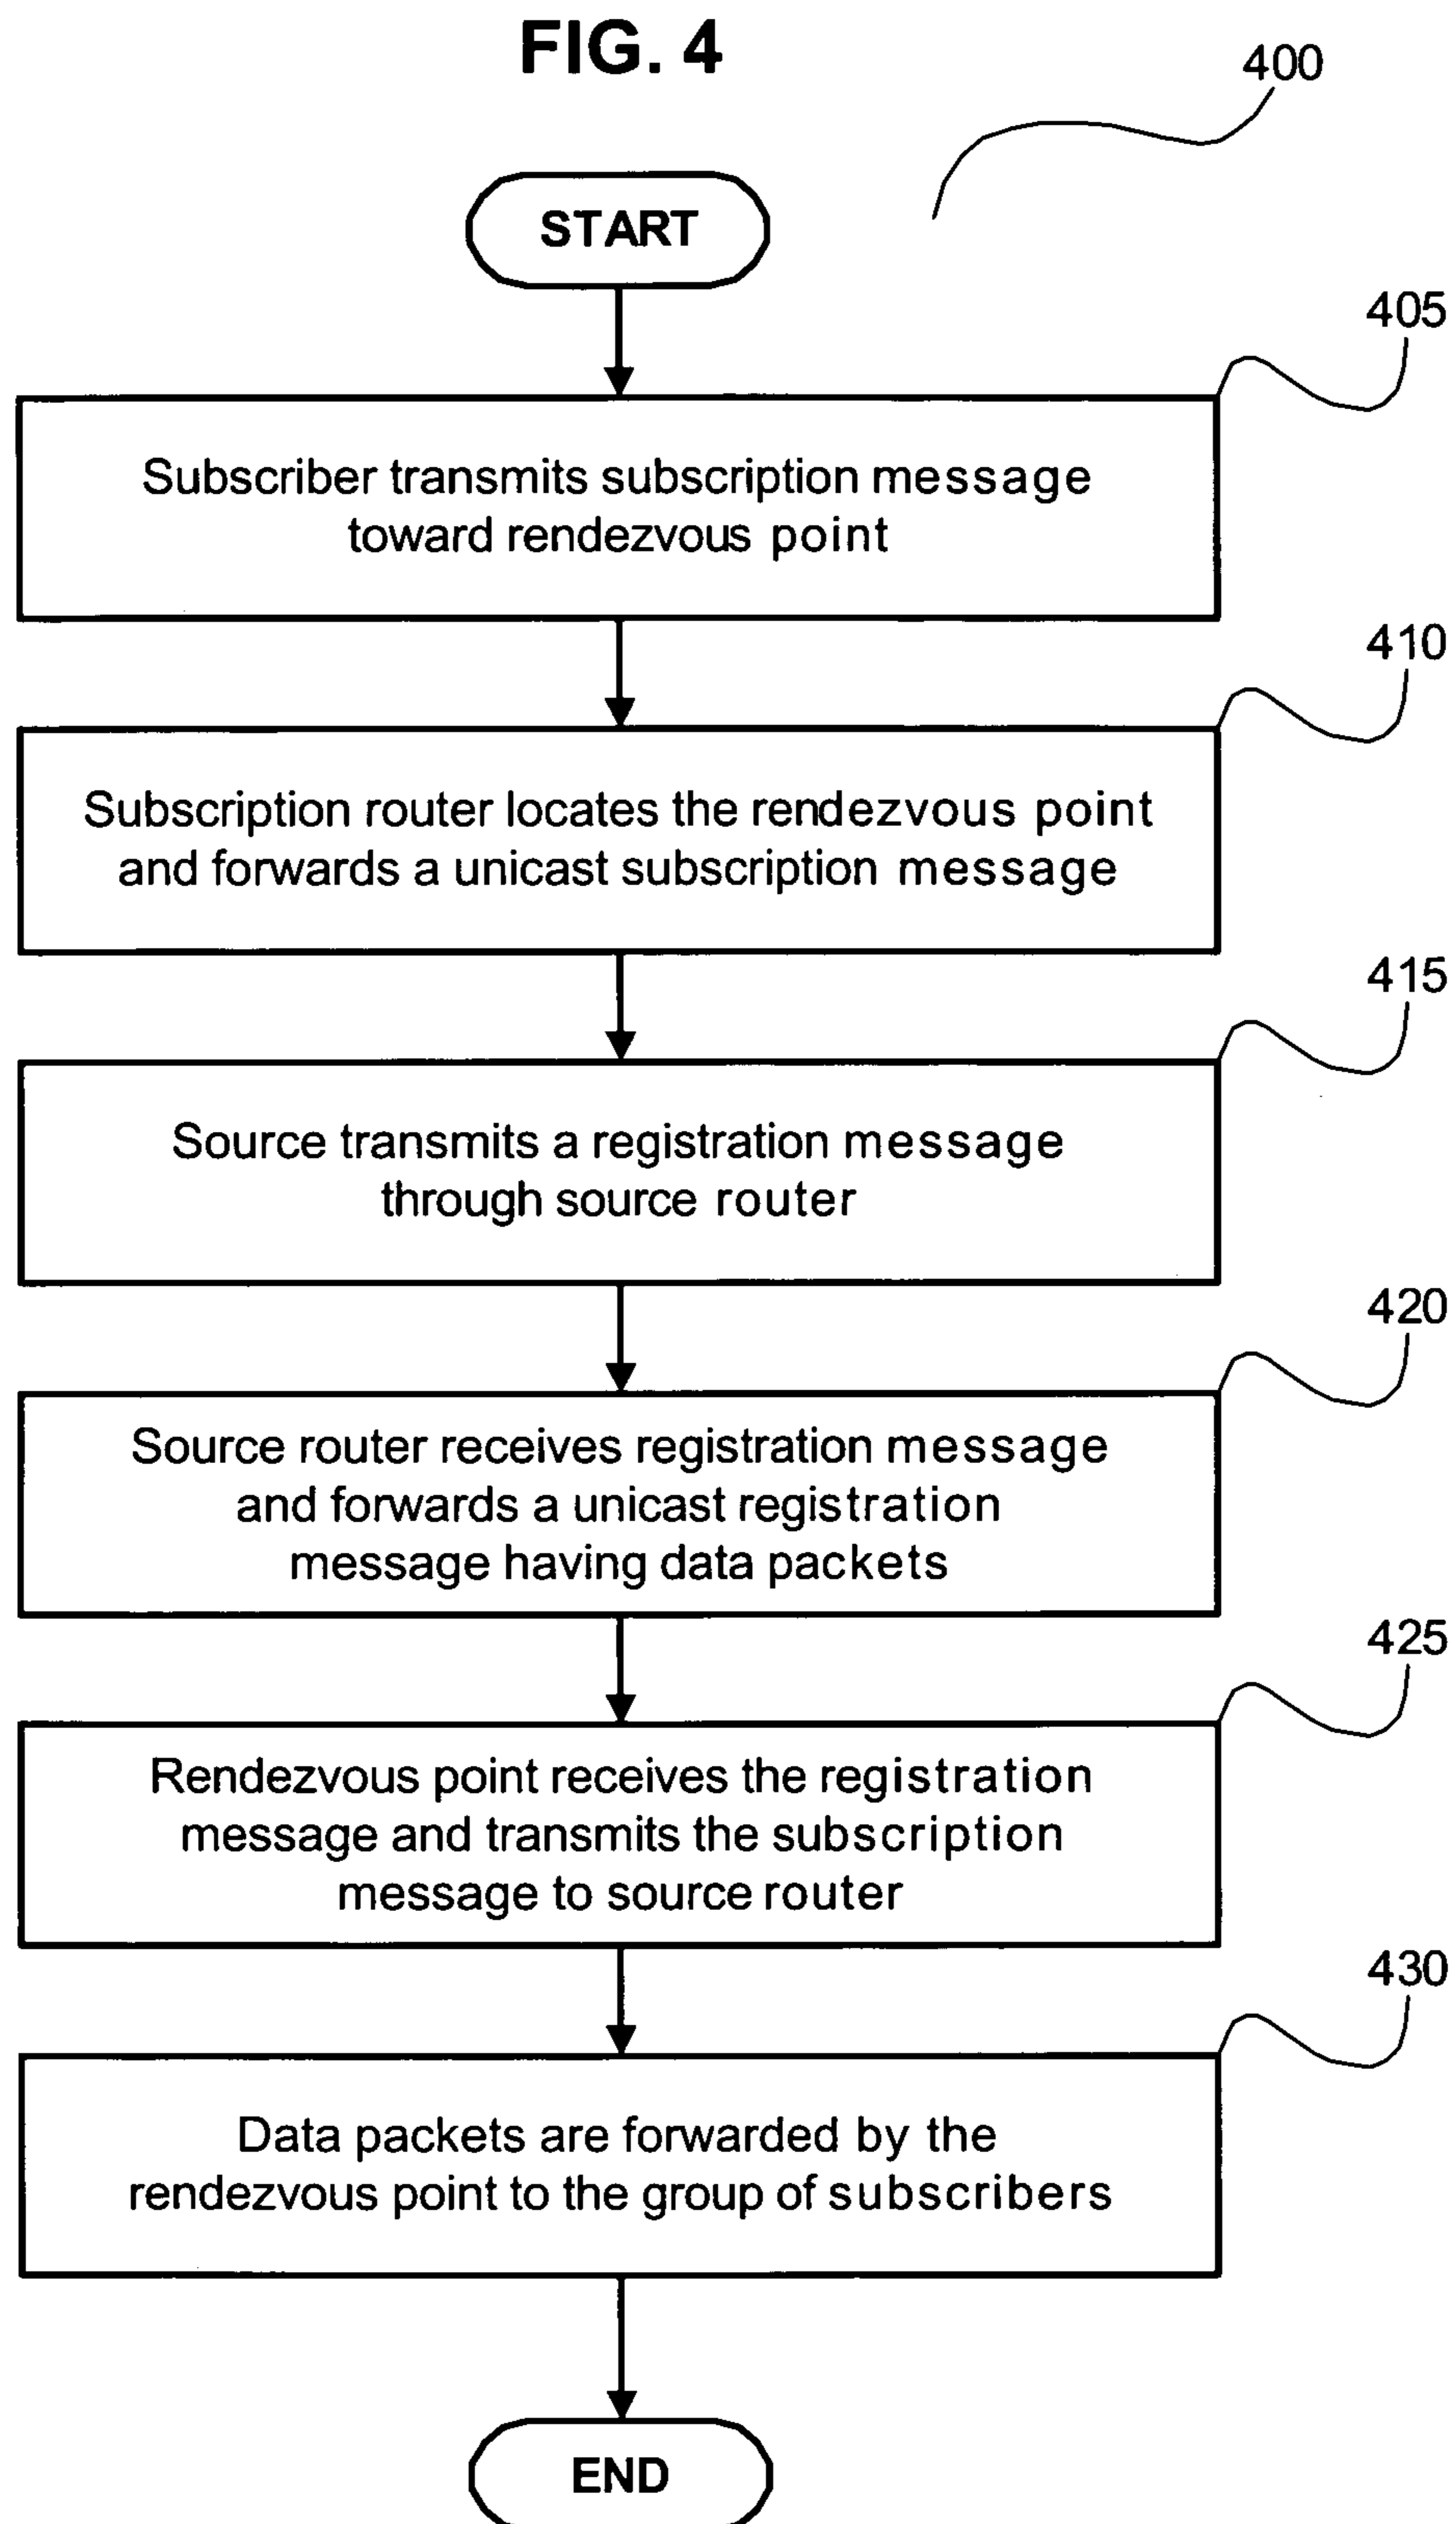 FIG. 4
400
START
405
Subscriber transmits subscription message
toward rendezvous point
410
Subscription router locates the rendezvous point
and forwards a unicast subscription message
415
Source transmits a registration message
through source router
420
Source router receives registration message
and forwards a unicast registration
message having data packets
425
Rendezvous point receives the registration
message and transmits the subscription
message to source router
430
Data packets are forwarded by the
rendezvous point to the group of subscribers
END